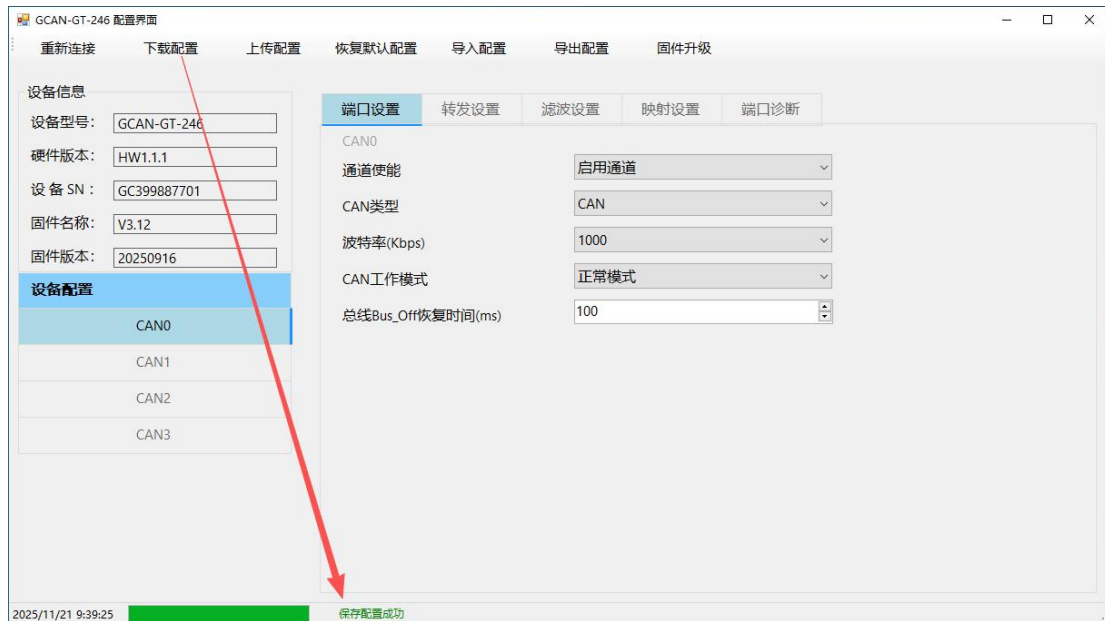 GCAN-GT-246 配置界面
重新连接 下载配置 上传配置 恢复默认配置 导入配置 导出配置 固件升级
设备信息
设备型号: GCAN-GT-246
硬件版本: HW1.1.1
设 备 SN : GC399887701
固件名称: V3.12
固件版本: 20250916
设备配置
CAN0
CAN1
CAN2
CAN3
端口设置 转发设置 滤波设置 映射设置 端口诊断
CAN0
通道使能 启用通道
CAN类型 CAN
波特率(Kbps) 1000
CAN工作模式 正常模式
总线Bus_Off恢复时间(ms) 100
2025/11/21 9:39:25 保存配置成功